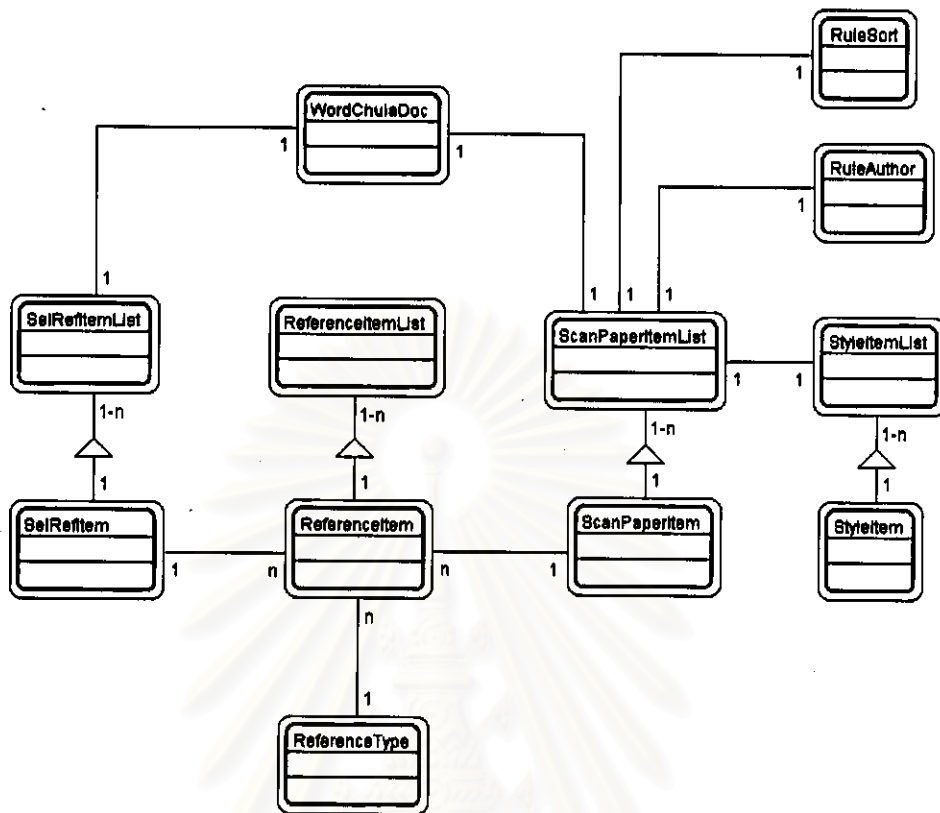 RuleSort
1
WordChulaDoc
1
1
RuleAuthor
1
1
1
1
1
SelRefItemList
ReferenceItemList
ScanPaperItemList
StyleItemList
1
1
1-n
1-n
1-n
1-n
1
1
1
1
SelRefItem
ReferenceItem
ScanPaperItem
StyleItem
1
n
n
1
n
1
ReferenceType